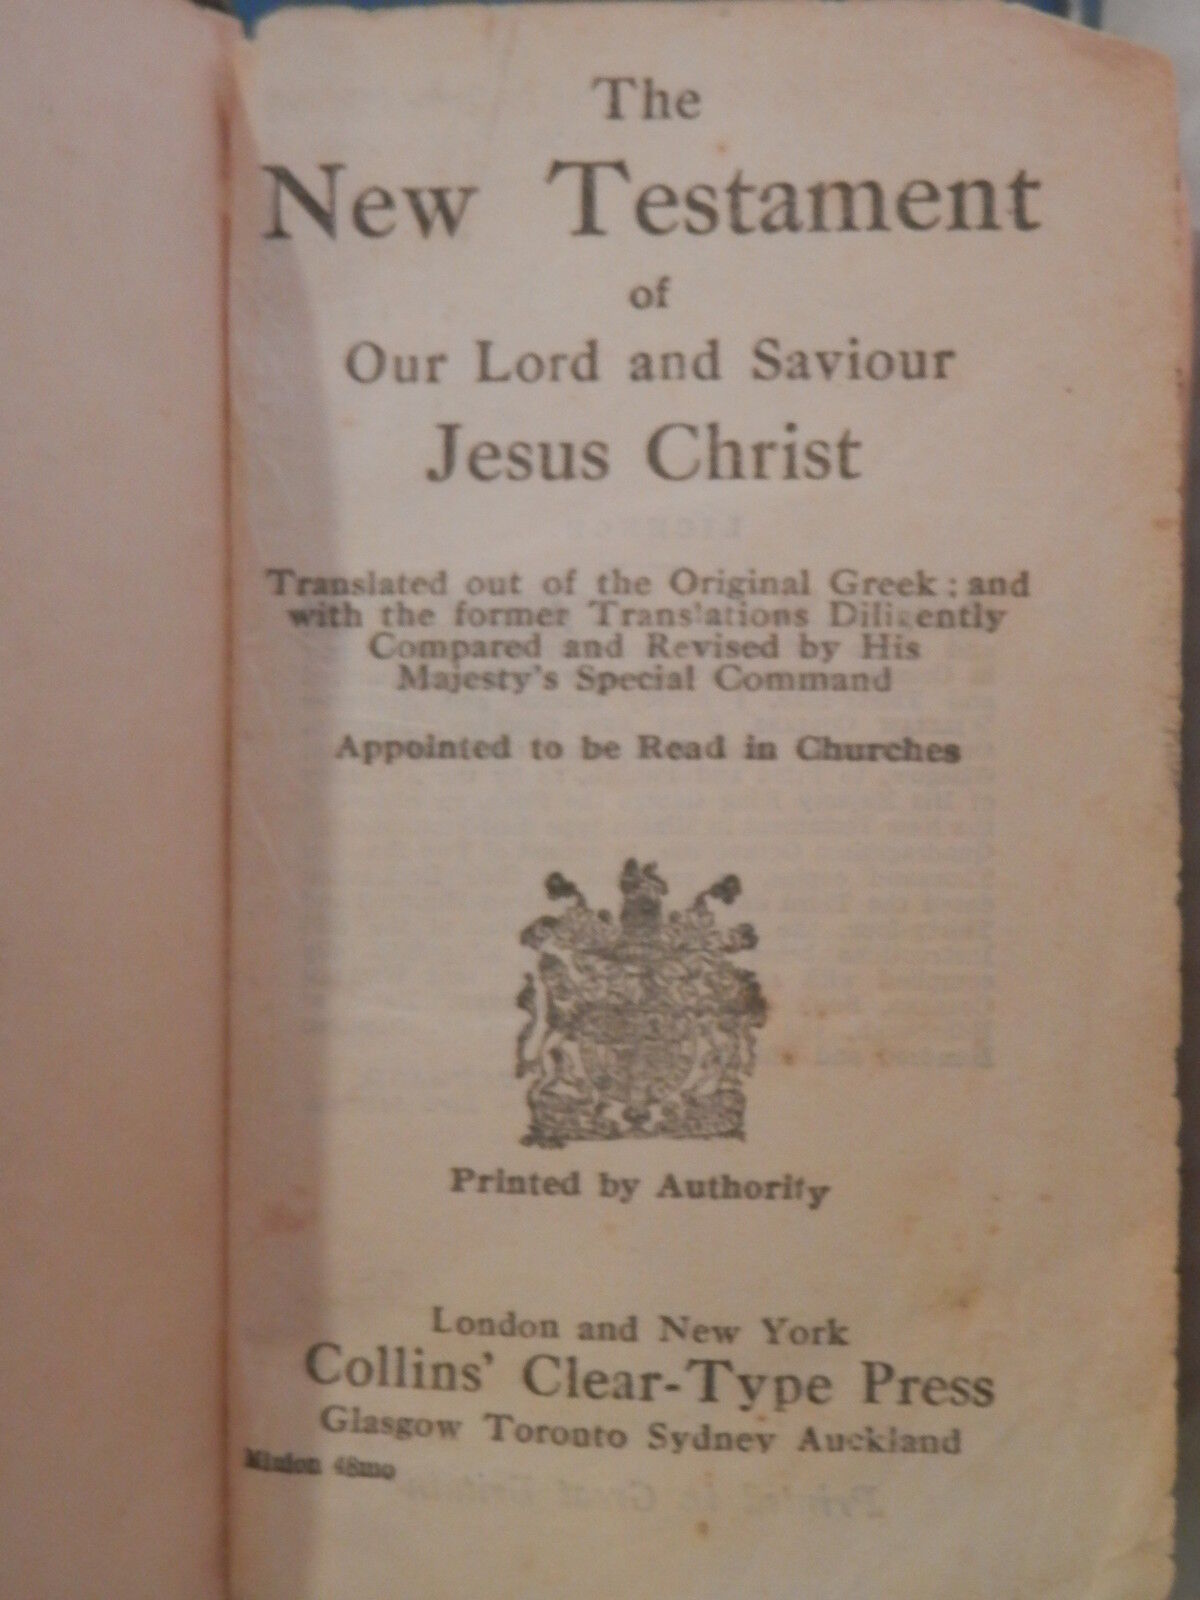 The
New Testament
of
Our Lord and Saviour
Jesus Christ
Translated out of the Original Greek ; and
with the former Translations Diligently
Compared and Revised by His
Majesty's Special Command
Appointed to be Read in Churches
Printed by Authority
London and New York
Collins' Clear-Type Press
Glasgow Toronto Sydney Auckland
Minion 48mo